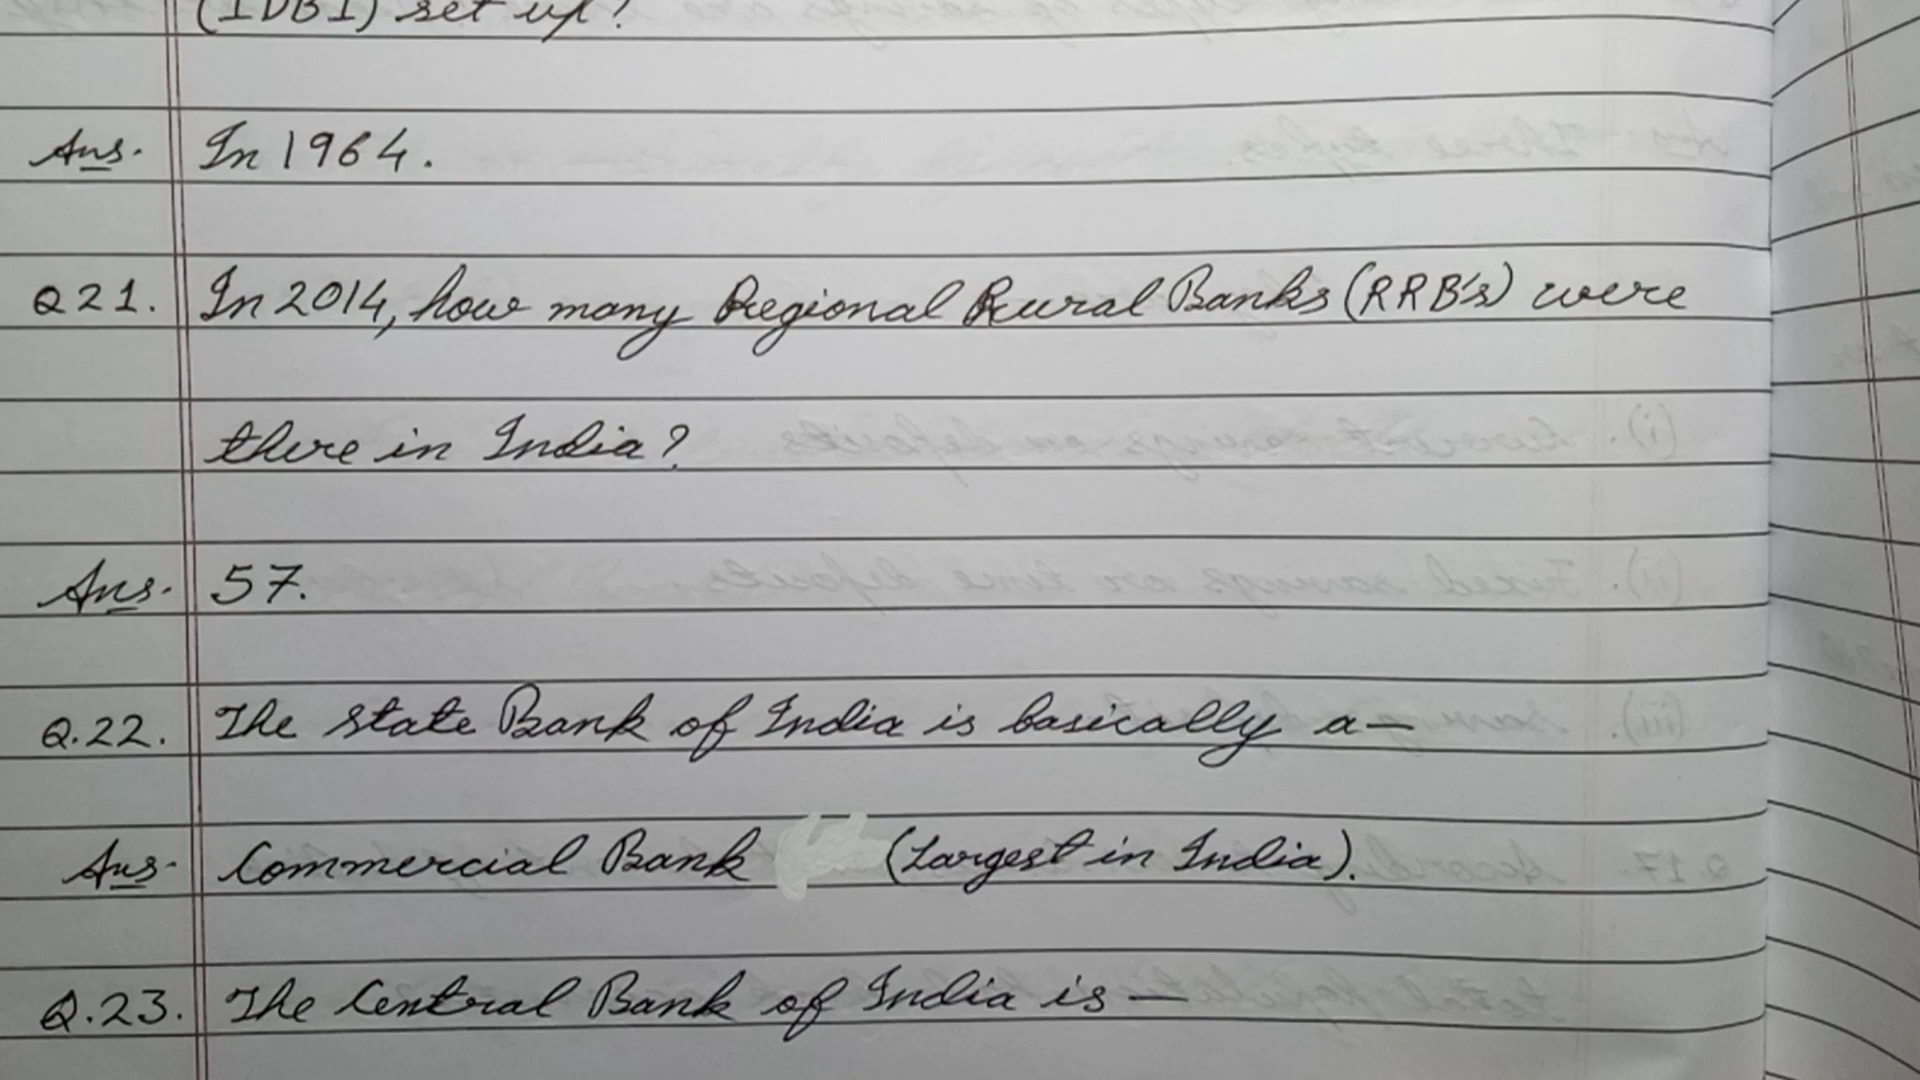 (IDBI) set up?
Ans. In 1964.
Q21. In 2014, how many Regional Rural Banks (RRB's) were
there in India?
Ans. 57.
Q.22. The State Bank of India is basically a—
Ans. Commercial Bank (Largest in India).
Q.23. The Central Bank of India is —